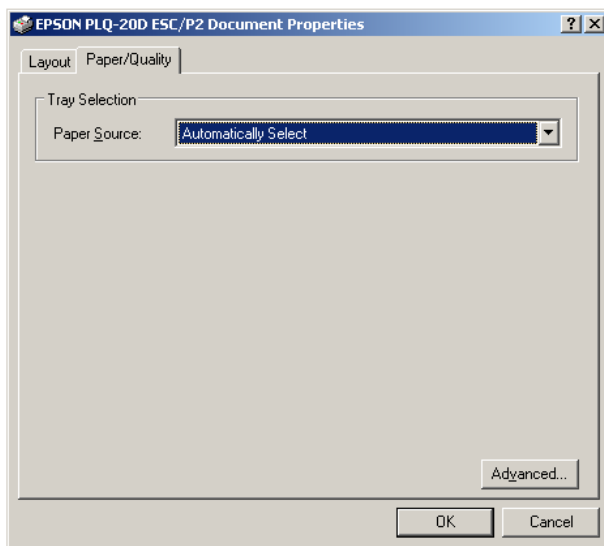 EPSON PLQ-20D ESC/P2 Document Properties
Layout Paper/Quality
Tray Selection
Paper Source: Automatically Select
Advanced...
OK Cancel